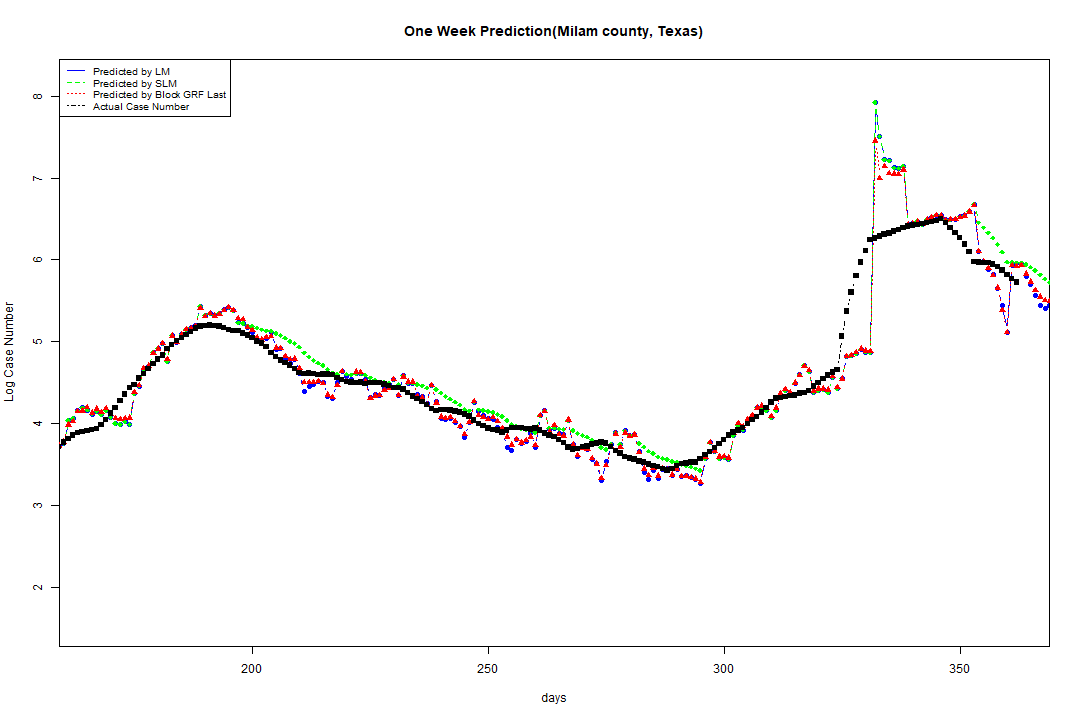 One Week Prediction(Milam county, Texas)
Predicted by LM
Predicted by SLM
Predicted by Block GRF Last
Actual Case Number
8
7
6
5
4
3
2
Log Case Number
200 250 300 350
days